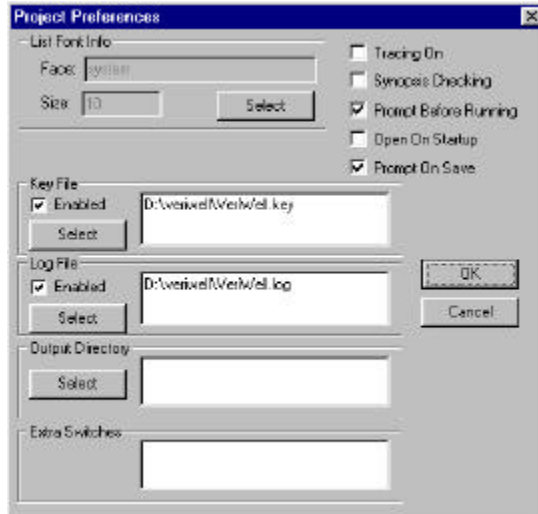 Project Preferences
List Font Info
Face: system
Size: 10
Select
Tracing On
Synopsis Checking
Prompt Before Running
Open On Startup
Prompt On Save
Key File
Enabled
D:\veriwell\VeriWell.key
Select
Log File
Enabled
D:\veriwell\VeriWell.log
Select
OK
Cancel
Output Directory
Select
Extra Switches